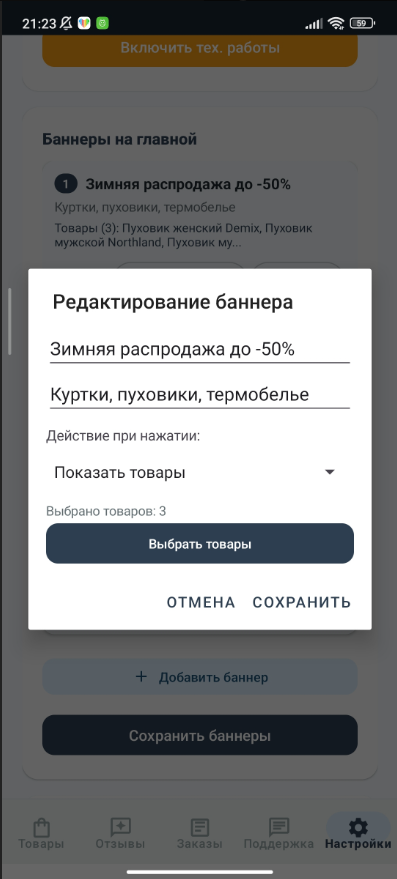 21:23
59
Включить тех. работы
Баннеры на главной
1 Зимняя распродажа до -50%
Куртки, пуховики, термобелье
Товары (3): Пуховик женский Demix, Пуховик
мужской Northland, Пуховик му...
Редактирование баннера
Зимняя распродажа до -50%
Куртки, пуховики, термобелье
Действие при нажатии:
Показать товары
Выбрано товаров: 3
Выбрать товары
ОТМЕНА СОХРАНИТЬ
+ Добавить баннер
Сохранить баннеры
Товары Отзывы Заказы Поддержка Настройки